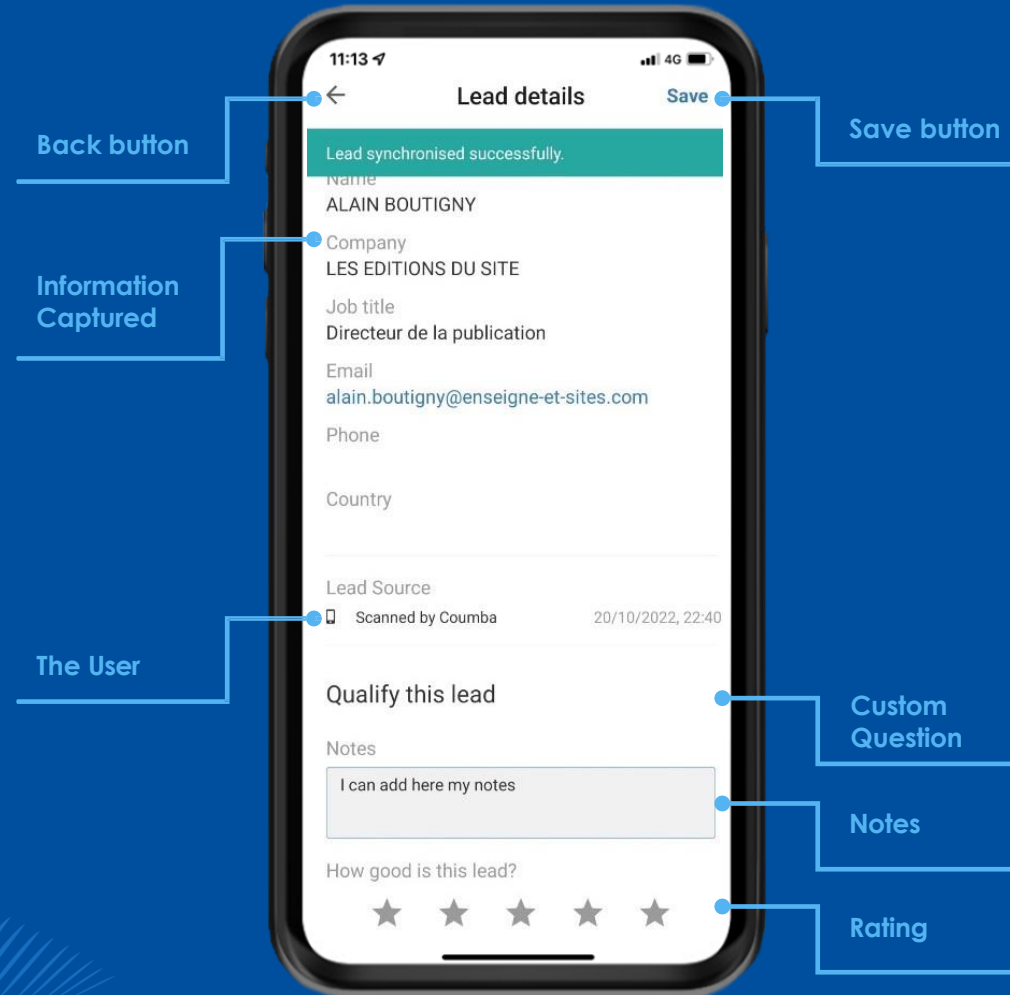 11:13
4G
Lead details
Save
Lead synchronised successfully.
Name
ALAIN BOUTIGNY
Company
LES EDITIONS DU SITE
Job title
Directeur de la publication
Email
alain.boutigny@enseigne-et-sites.com
Phone
Country
Lead Source
Scanned by Coumba
20/10/2022, 22:40
Qualify this lead
Notes
I can add here my notes
How good is this lead?
Back button
Information
Captured
The User
Save button
Custom
Question
Notes
Rating